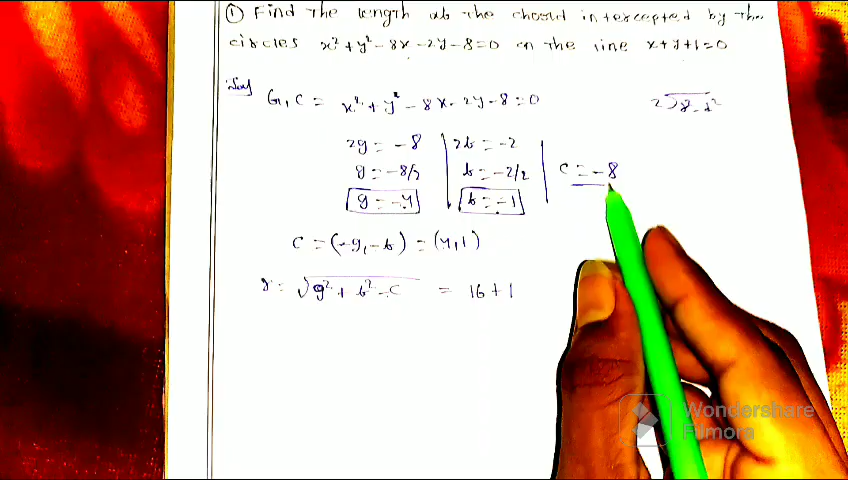 ① Find the length of the chord intercepted by the
circles x²+y²-8x-2y-8=0 on the line x+y+1=0
Sol
G,C = x²+y²-8x-2y-8=0
2√r-d²
2g = -8
2f = -2
g = -8/2
f = -2/2
c = -8
g = -4
f = -1
C = (-g,-f) = (4,1)
r = √g²+f²-c = 16+1
Wondershare
Filmora